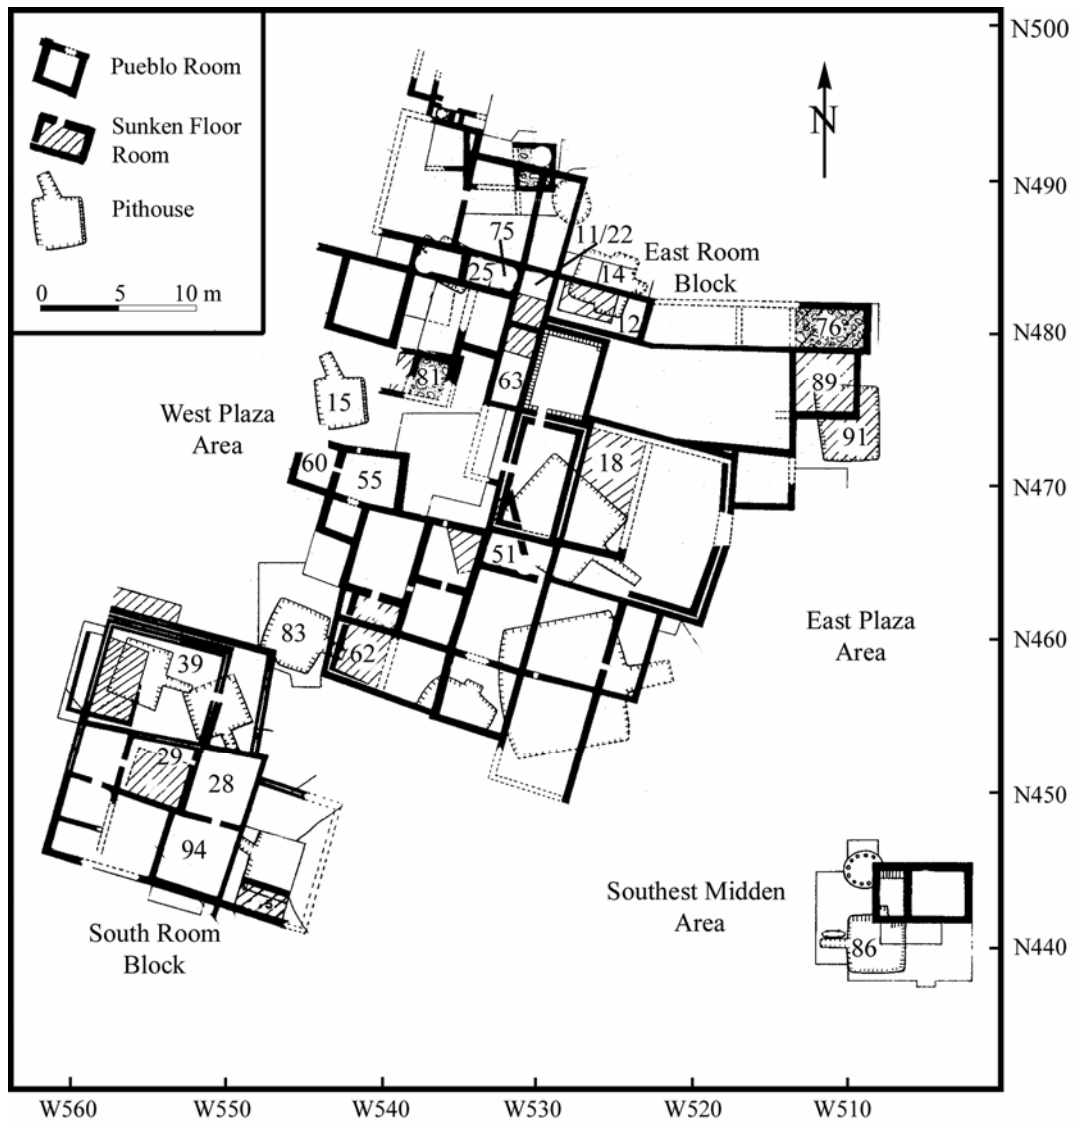 N500
Pueblo Room
Sunken Floor
Room
Pithouse
0 5 10 m
N
N490
75
11/22
East Room
Block
25
14
12
76
N480
81
63
89
15
West Plaza
Area
91
60
55
18
N470
51
83
East Plaza
Area
N460
39
62
29
28
N450
94
Southest Midden
Area
South Room
Block
86
N440
W560 W550 W540 W530 W520 W510